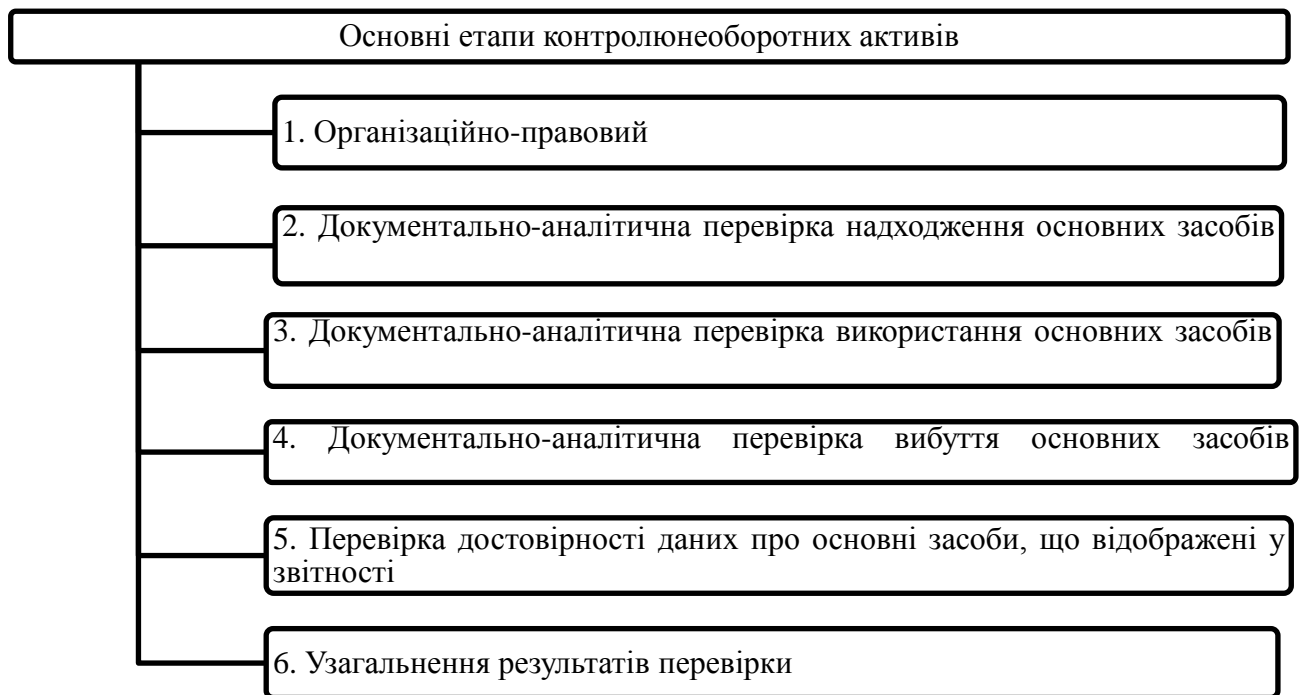 Основні етапи контролюнеоборотних активів
1. Організаційно-правовий
2. Документально-аналітична перевірка надходження основних засобів
3. Документально-аналітична перевірка використання основних засобів
4. Документально-аналітична перевірка вибуття основних засобів
5. Перевірка достовірності даних про основні засоби, що відображені у
звітності
6. Узагальнення результатів перевірки